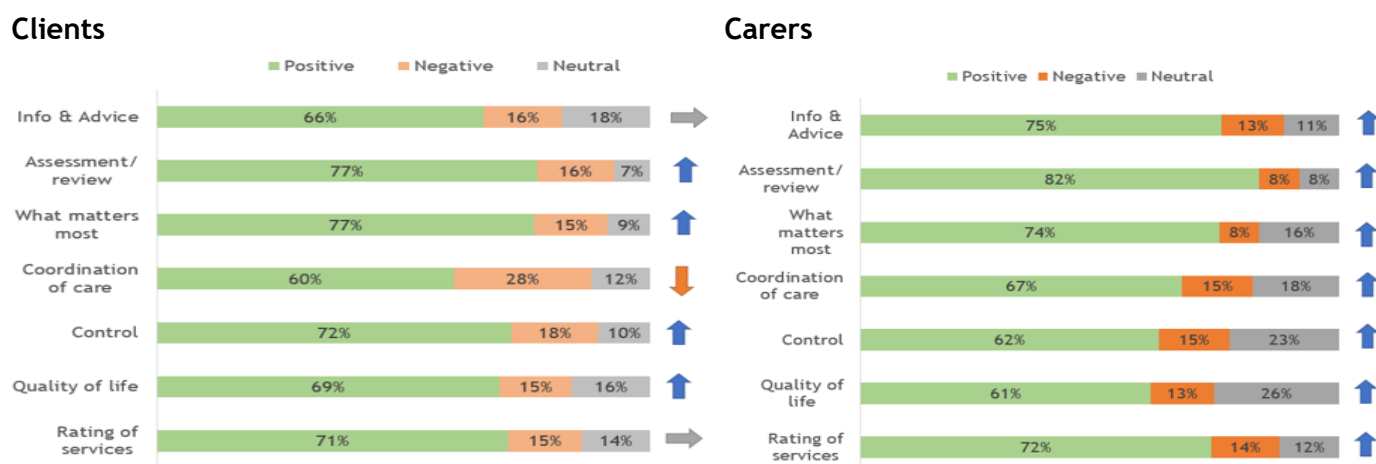 Clients
Positive Negative Neutral
Info & Advice 66% 16% 18%
Assessment/
review 77% 16% 7%
What matters
most 77% 15% 9%
Coordination
of care 60% 28% 12%
Control 72% 18% 10%
Quality of life 69% 15% 16%
Rating of
services 71% 15% 14%
Carers
Positive Negative Neutral
Info &
Advice 75% 13% 11%
Assessment/
review 82% 8% 8%
What
matters
most 74% 8% 16%
Coordination
of care 67% 15% 18%
Control 62% 15% 23%
Quality of
life 61% 13% 26%
Rating of
services 72% 14% 12%